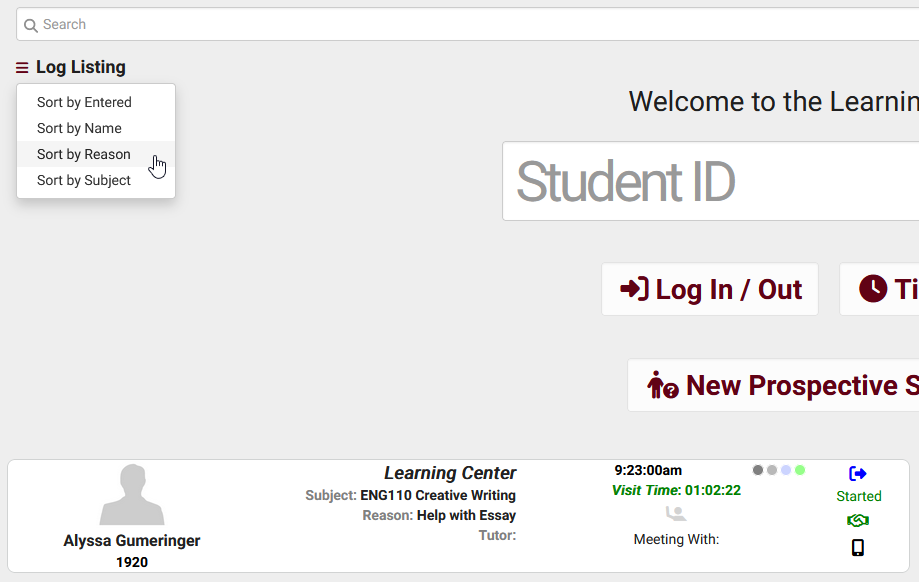 Search
Log Listing
Sort by Entered
Sort by Name
Sort by Reason
Sort by Subject
Welcome to the Learnin
Student ID
Log In / Out
Ti
New Prospective S
Alyssa Gumeringer
1920
Learning Center
Subject: ENG110 Creative Writing
Reason: Help with Essay
Tutor:
9:23:00am
Visit Time: 01:02:22
Meeting With:
Started